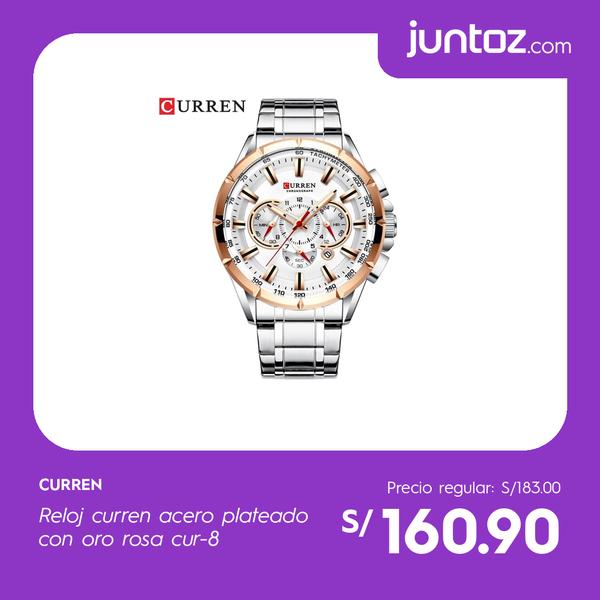 juntoz.com
CURREN
TACHYMETER
CURREN
CHRONOGRAPH
CURREN
Precio regular: S/183.00
Reloj curren acero plateado
con oro rosa cur-8
S/ 160.90